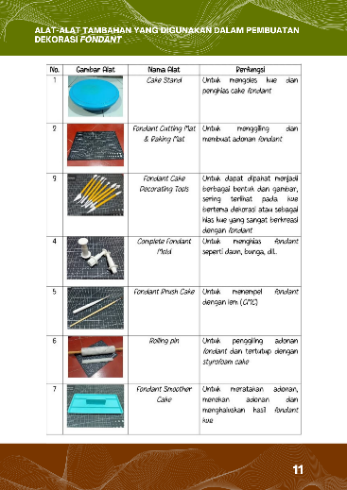 ALAT-ALAT TAMBAHAN YANG DIGUNAKAN DALAM PEMBUATAN
DEKORASI FONDANT
No. Gambar Alat Nama Alat Berfungsi
1 Cake Stand Untuk mengoles kue dan
penghias cake fondant
2 Fondant Cutting Mat Untuk menggiling dan
& Baking Mat membuat adonan fondant
3 Fondant Cake Untuk dapat dipahat menjadi
Decorating Tools berbagai bentuk dan gambar,
sering terlihat pada kue
bertema dekorasi atau sebagai
hias kue yang sangat berkreasi
dengan fondant
4 Complete Fondant Untuk menghias fondant
Mold seperti daun, bunga, dll.
5 Fondant Brush Cake Untuk menempel fondant
dengan lem (CMC)
6 Rolling pin Untuk penggiling adonan
fondant dan tertutup dengan
styrofoam cake
7 Fondant Smoother Untuk meratakan adonan,
Cake menekan adonan dan
menghaluskan hasil fondant
kue
11